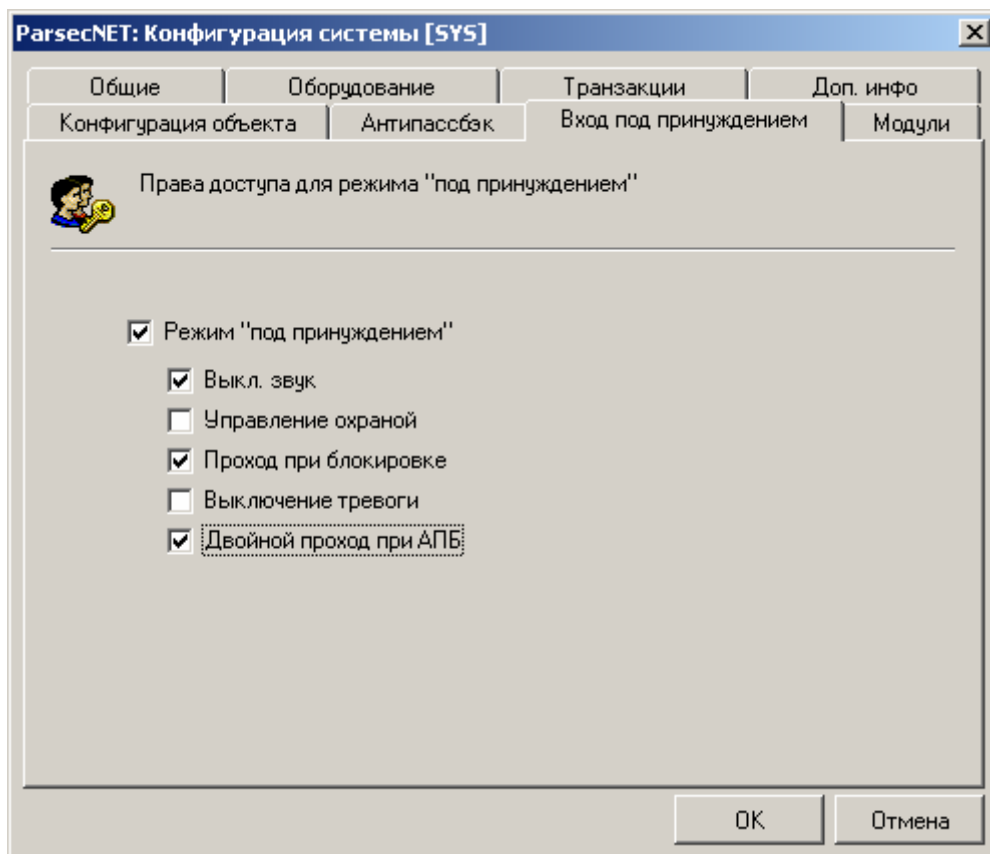 ParsecNET: Конфигурация системы [SYS]
Общие Оборудование Транзакции Доп. инфо
Конфигурация объекта Антипассбэк Вход под принуждением Модули
Права доступа для режима "под принуждением"
Режим "под принуждением"
Выкл. звук
Управление охраной
Проход при блокировке
Выключение тревоги
Двойной проход при АПБ
OK Отмена